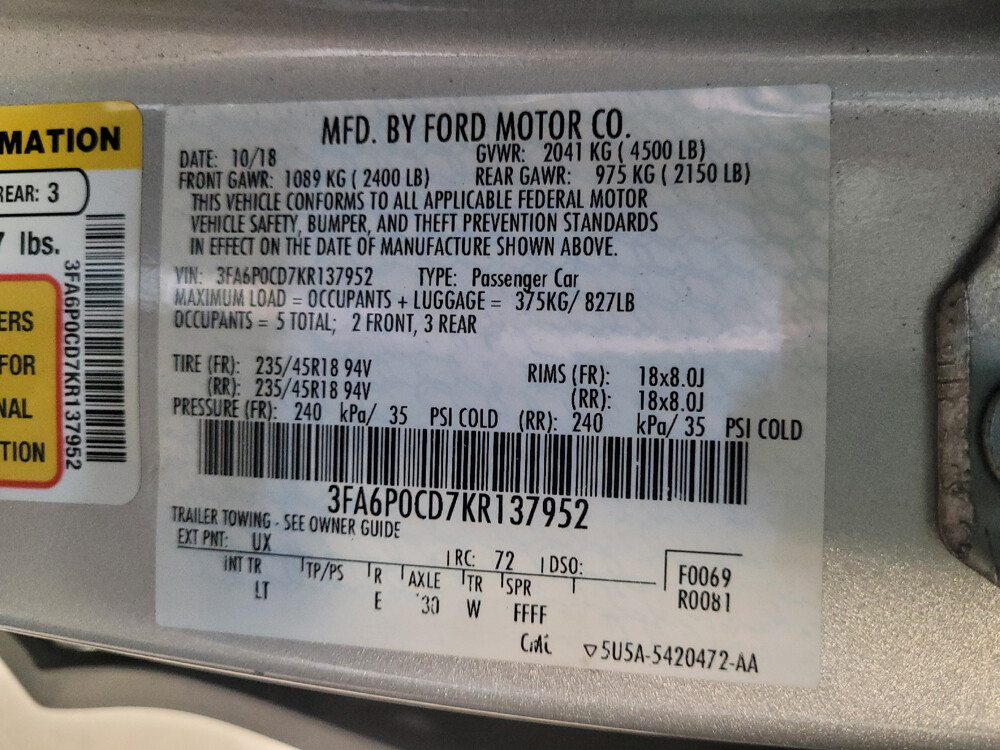 MATION
REAR: 3
7 lbs.
3FA6P0CD7KR137952
ERS
FOR
NAL
TION
MFD. BY FORD MOTOR CO.
DATE: 10/18 GVWR: 2041 KG ( 4500 LB)
FRONT GAWR: 1089 KG ( 2400 LB) REAR GAWR: 975 KG ( 2150 LB)
THIS VEHICLE CONFORMS TO ALL APPLICABLE FEDERAL MOTOR
VEHICLE SAFETY, BUMPER, AND THEFT PREVENTION STANDARDS
IN EFFECT ON THE DATE OF MANUFACTURE SHOWN ABOVE.
VIN: 3FA6P0CD7KR137952 TYPE: Passenger Car
MAXIMUM LOAD = OCCUPANTS + LUGGAGE = 375KG/ 827LB
OCCUPANTS = 5 TOTAL; 2 FRONT, 3 REAR
TIRE (FR): 235/45R18 94V RIMS (FR): 18x8.0J
(RR): 235/45R18 94V (RR): 18x8.0J
PRESSURE (FR): 240 kPa/ 35 PSI COLD (RR): 240 kPa/ 35 PSI COLD
3FA6P0CD7KR137952
TRAILER TOWING - SEE OWNER GUIDE
EXT PNT: UX RC: 72 DSO:
INT TR TP/PS R AXLE TR SPR
LT E 30 W FFFF
F0069
R0081
▽5U5A-5420472-AA